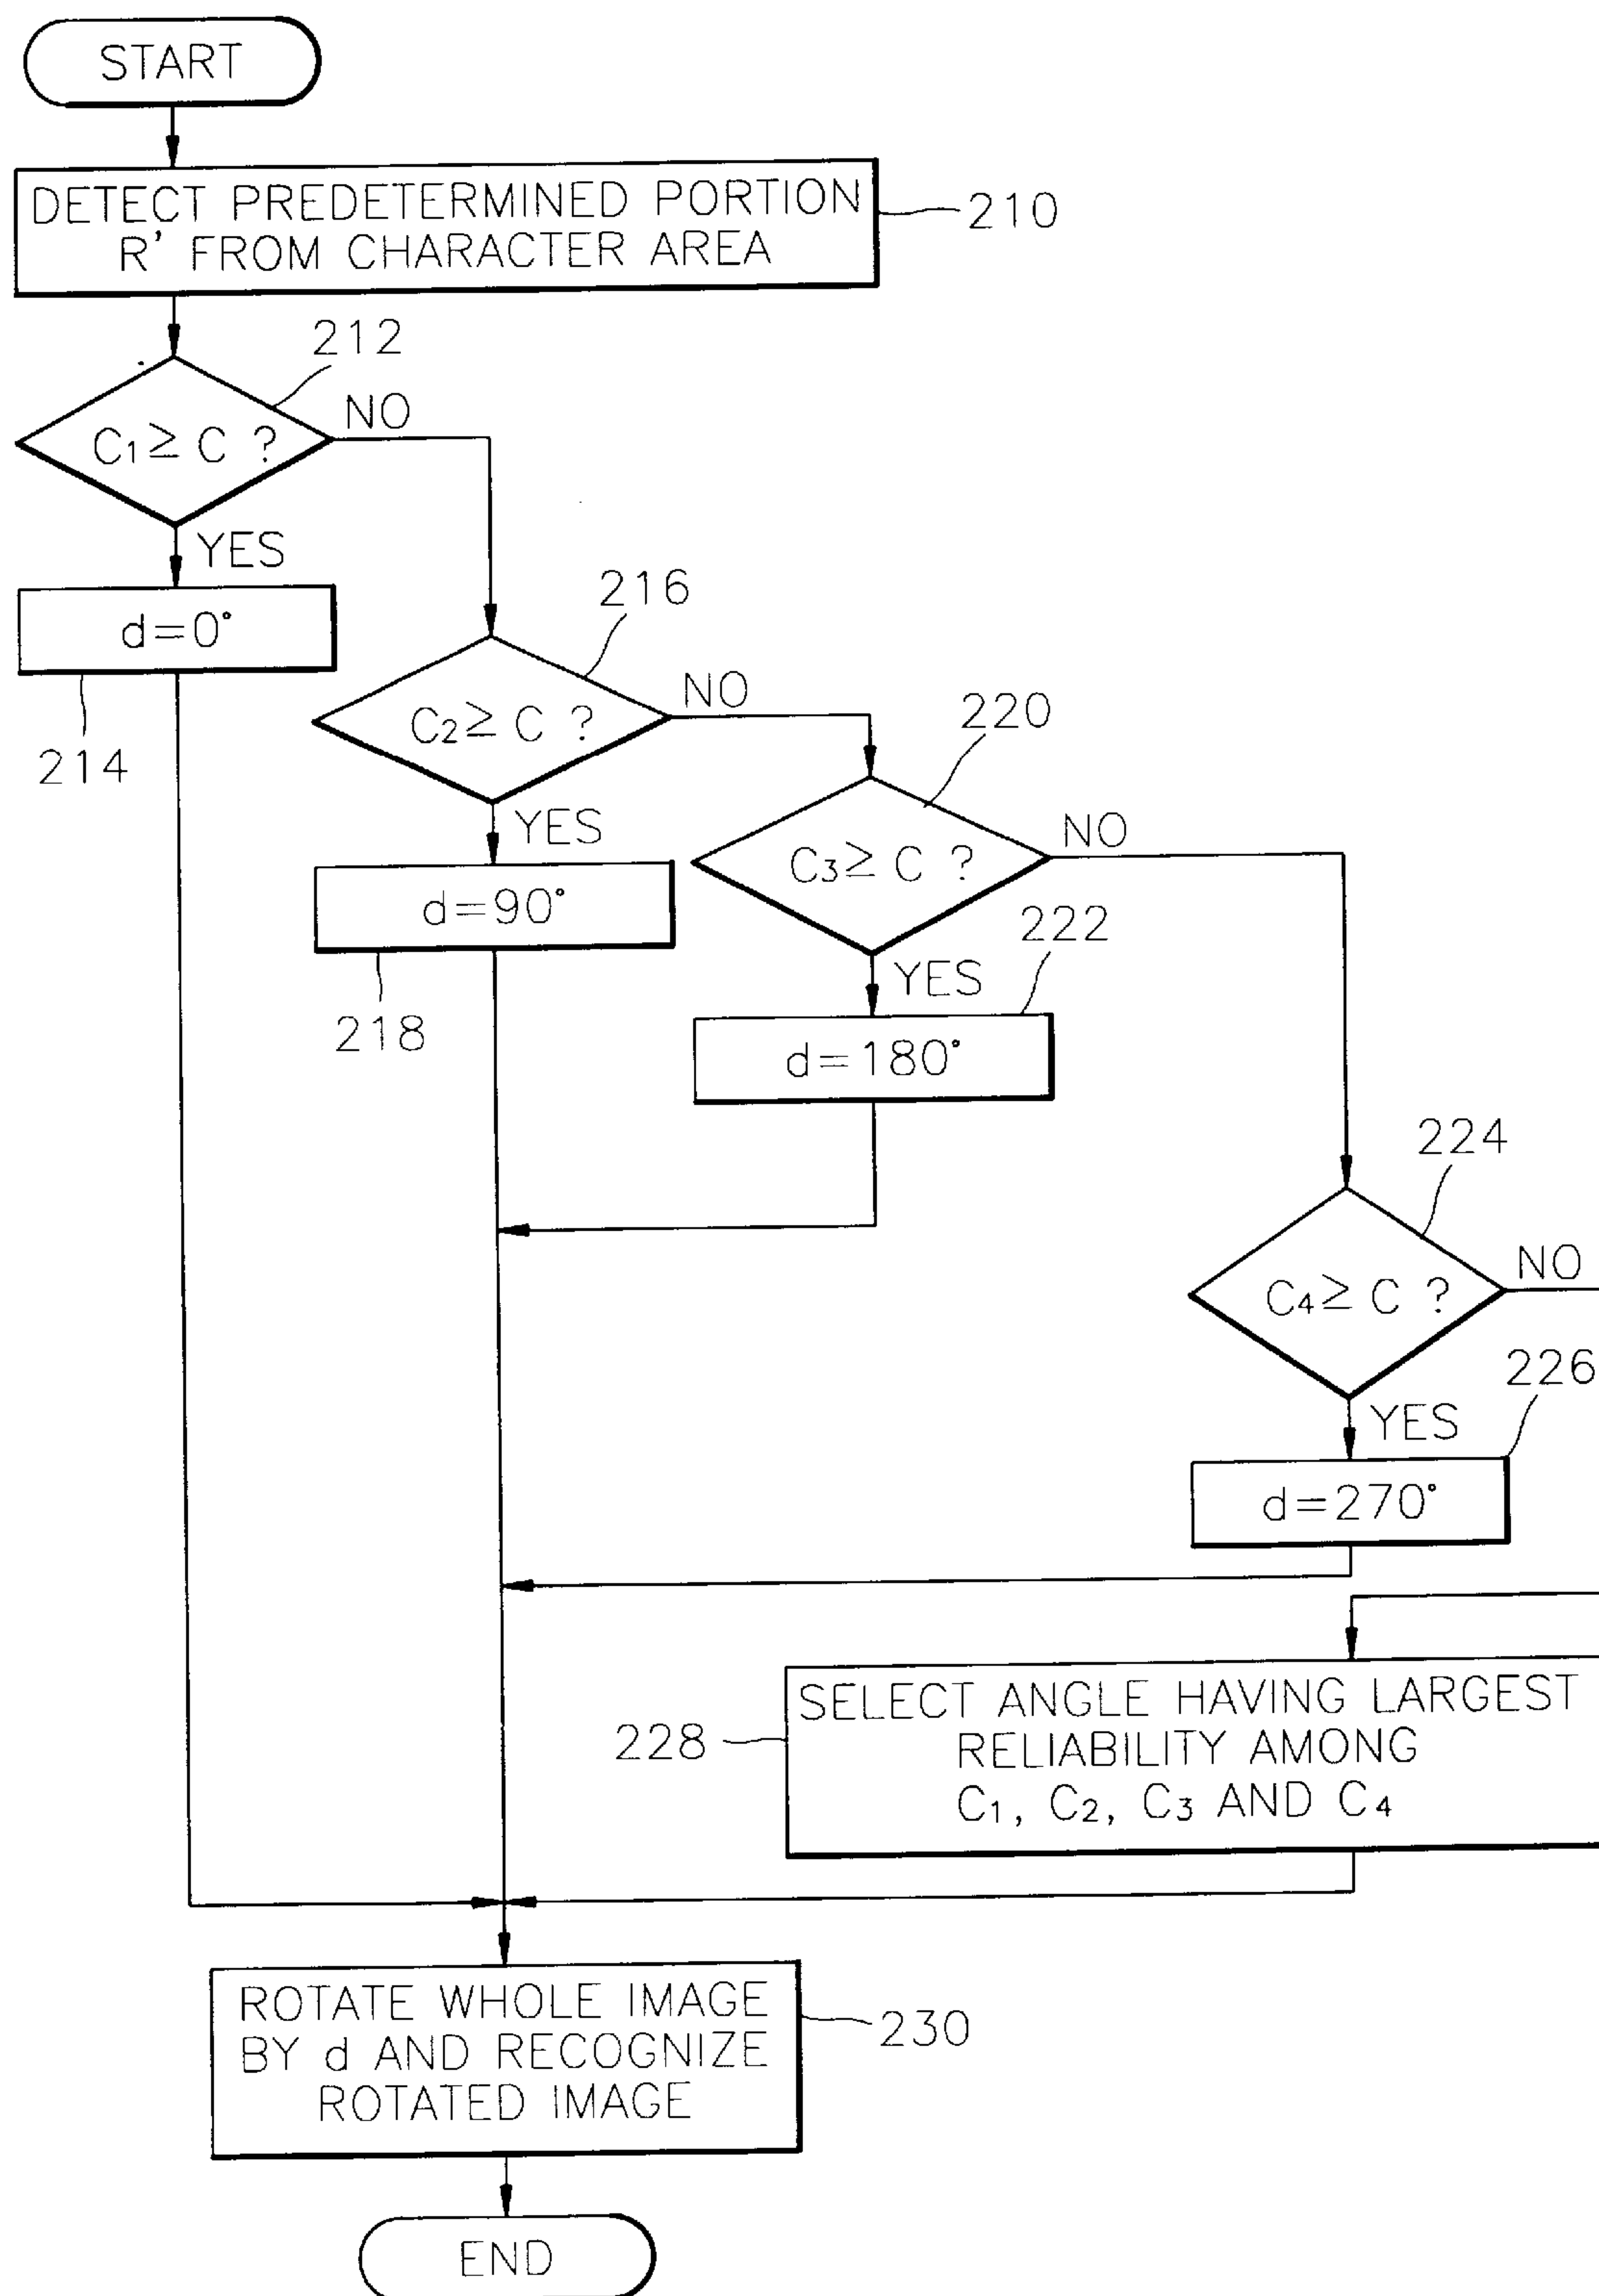 START
DETECT PREDETERMINED PORTION
R' FROM CHARACTER AREA
210
212
C1≥ C ?
NO
YES
d=0°
214
216
C2≥ C ?
NO
YES
d=90°
218
220
C3≥ C ?
NO
YES
222
d=180°
224
C4≥ C ?
NO
YES
226
d=270°
228
SELECT ANGLE HAVING LARGEST
RELIABILITY AMONG
C1, C2, C3 AND C4
ROTATE WHOLE IMAGE
BY d AND RECOGNIZE
ROTATED IMAGE
230
END